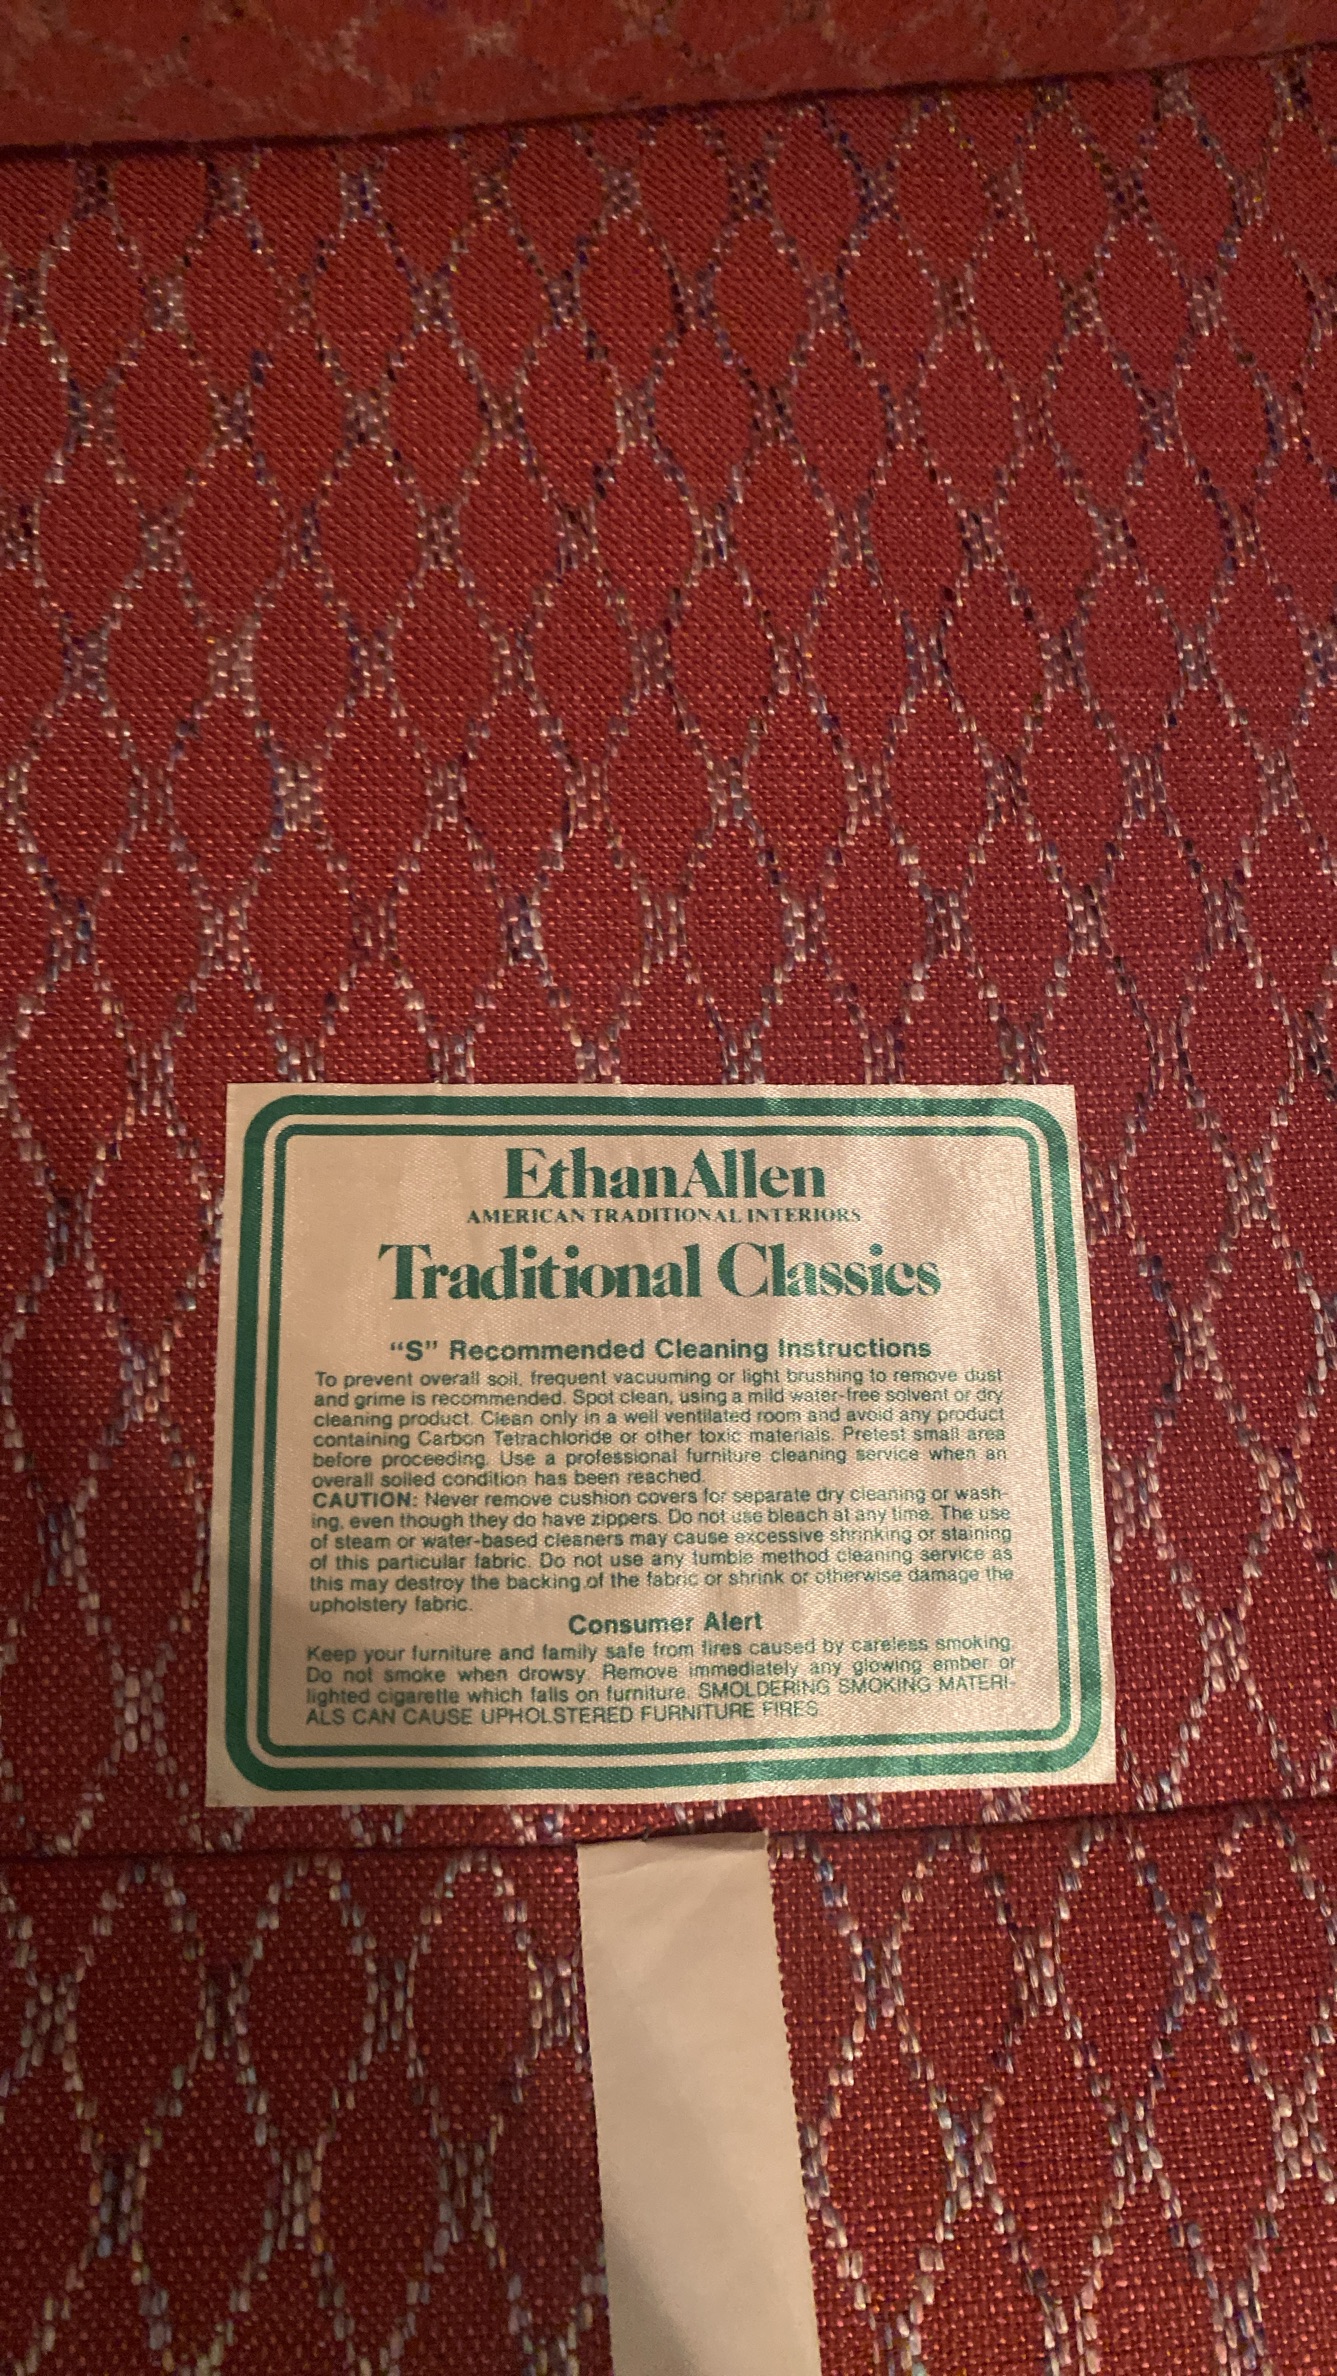 EthanAllen
AMERICAN TRADITIONAL INTERIORS
Traditional Classics
“S” Recommended Cleaning Instructions
To prevent overall soil, frequent vacuuming or light brushing to remove dust
and grime is recommended. Spot clean, using a mild water-free solvent or dry
cleaning product. Clean only in a well ventilated room and avoid any product
containing Carbon Tetrachloride or other toxic materials. Pretest small area
before proceeding. Use a professional furniture cleaning service when an
overall soiled condition has been reached.
CAUTION: Never remove cushion covers for separate dry cleaning or wash-
ing, even though they do have zippers. Do not use bleach at any time. The use
of steam or water-based cleaners may cause excessive shrinking or staining
of this particular fabric. Do not use any tumble method cleaning service as
this may destroy the backing of the fabric or shrink or otherwise damage the
upholstery fabric.
Consumer Alert
Keep your furniture and family safe from fires caused by careless smoking.
Do not smoke when drowsy. Remove immediately any glowing ember or
lighted cigarette which falls on furniture. SMOLDERING SMOKING MATERI-
ALS CAN CAUSE UPHOLSTERED FURNITURE FIRES.